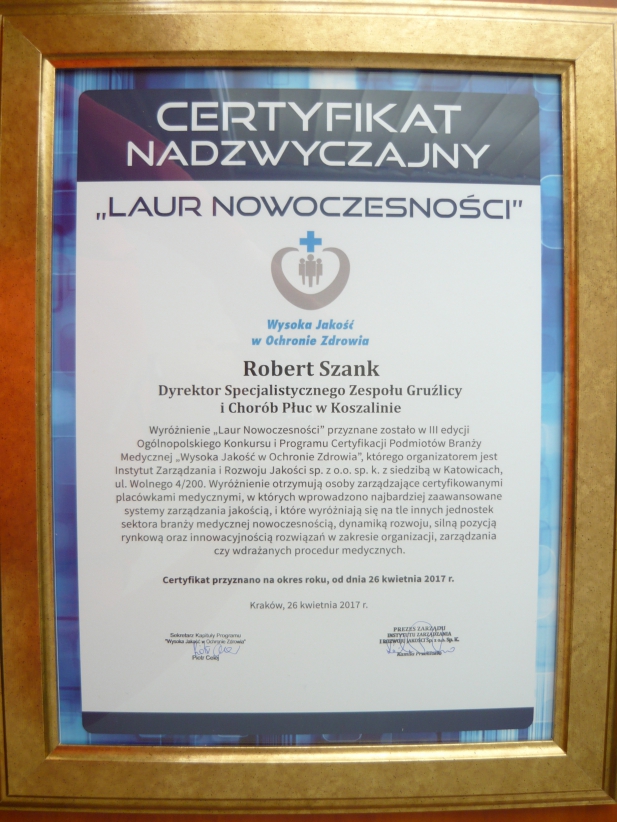 CERTYFIKAT
NADZWYCZAJNY
„LAUR NOWOCZESNOŚCI”
Wysoka Jakość
w Ochronie Zdrowia
Robert Szank
Dyrektor Specjalistycznego Zespołu Gruźlicy
i Chorób Płuc w Koszalinie
Wyróżnienie „Laur Nowoczesności” przyznane zostało w III edycji
Ogólnopolskiego Konkursu i Programu Certyfikacji Podmiotów Branży
Medycznej „Wysoka Jakość w Ochronie Zdrowia”, którego organizatorem jest
Instytut Zarządzania i Rozwoju Jakości sp. z o.o. sp. k. z siedzibą w Katowicach,
ul. Wolnego 4/200. Wyróżnienie otrzymują osoby zarządzające certyfikowanymi
placówkami medycznymi, w których wprowadzono najbardziej zaawansowane
systemy zarządzania jakością, i które wyróżniają się na tle innych jednostek
sektora branży medycznej nowoczesnością, dynamiką rozwoju, silną pozycją
rynkową oraz innowacyjnością rozwiązań w zakresie organizacji, zarządzania
czy wdrażanych procedur medycznych.
Certyfikat przyznano na okres roku, od dnia 26 kwietnia 2017 r.
Kraków, 26 kwietnia 2017 r.
Sekretarz Kapituły Programu
"Wysoka Jakość w Ochronie Zdrowia"
Piotr Cołej
PREZES ZARZĄDU
INSTYTUTU ZARZĄDZANIA
I ROZWOJU JAKOŚCI Sp. z o.o. Sp. K.